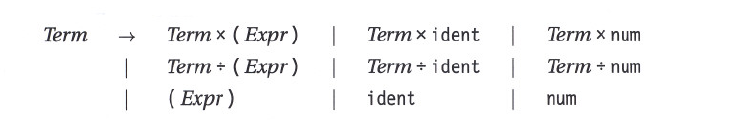 Term → Term × ( Expr ) | Term × ident | Term × num
| Term ÷ ( Expr ) | Term ÷ ident | Term ÷ num
| ( Expr ) | ident | num